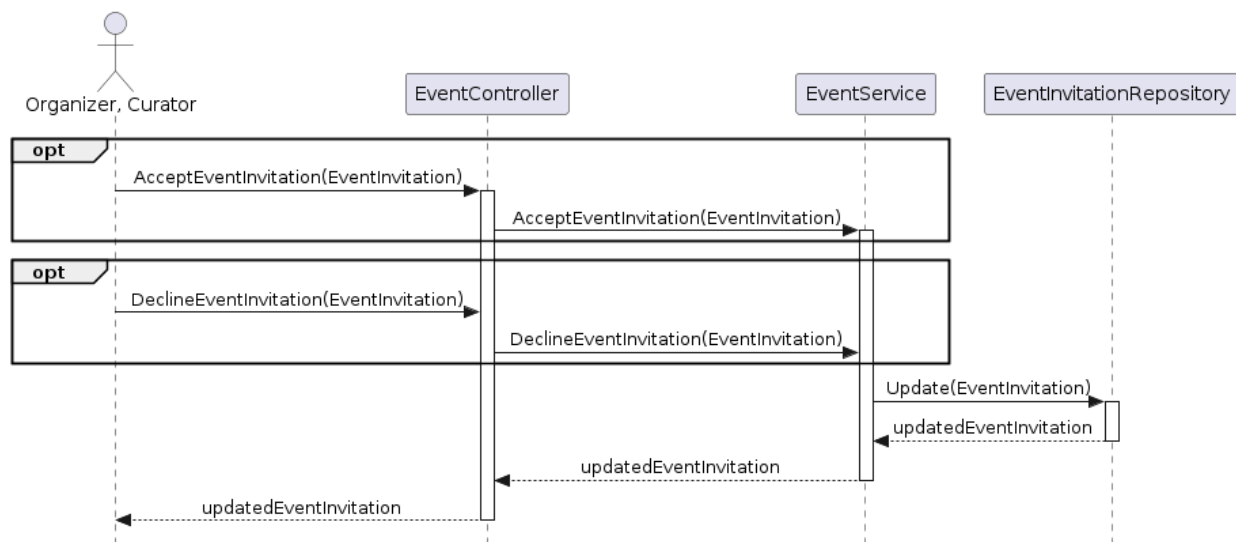 Organizer, Curator
EventController
EventService
EventInvitationRepository
opt
AcceptEventInvitation(EventInvitation)
AcceptEventInvitation(EventInvitation)
opt
DeclineEventInvitation(EventInvitation)
DeclineEventInvitation(EventInvitation)
Update(EventInvitation)
updatedEventInvitation
updatedEventInvitation
updatedEventInvitation